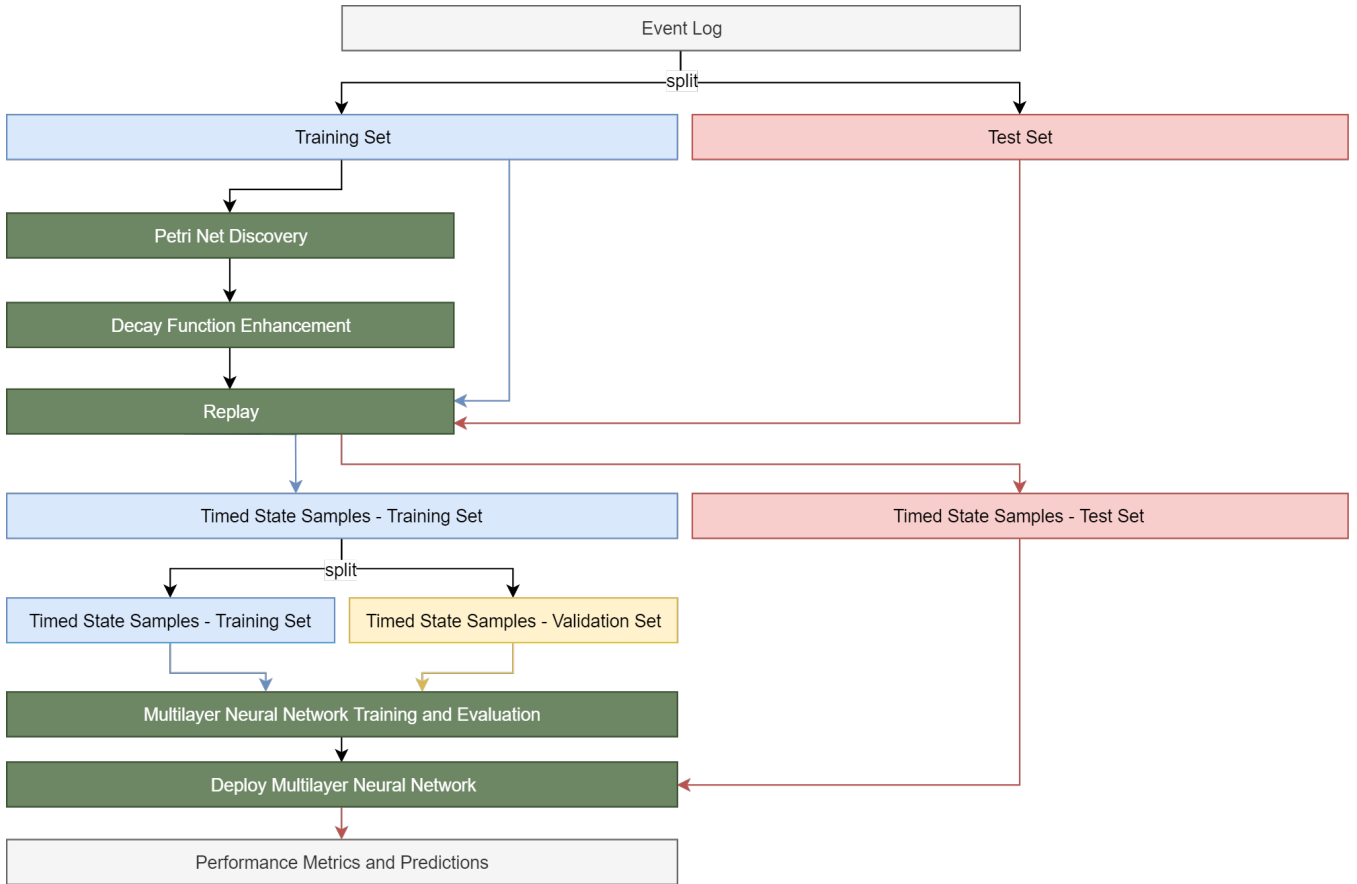 Event Log
split
Training Set
Test Set
Petri Net Discovery
Decay Function Enhancement
Replay
Timed State Samples - Training Set
Timed State Samples - Test Set
split
Timed State Samples - Training Set
Timed State Samples - Validation Set
Multilayer Neural Network Training and Evaluation
Deploy Multilayer Neural Network
Performance Metrics and Predictions